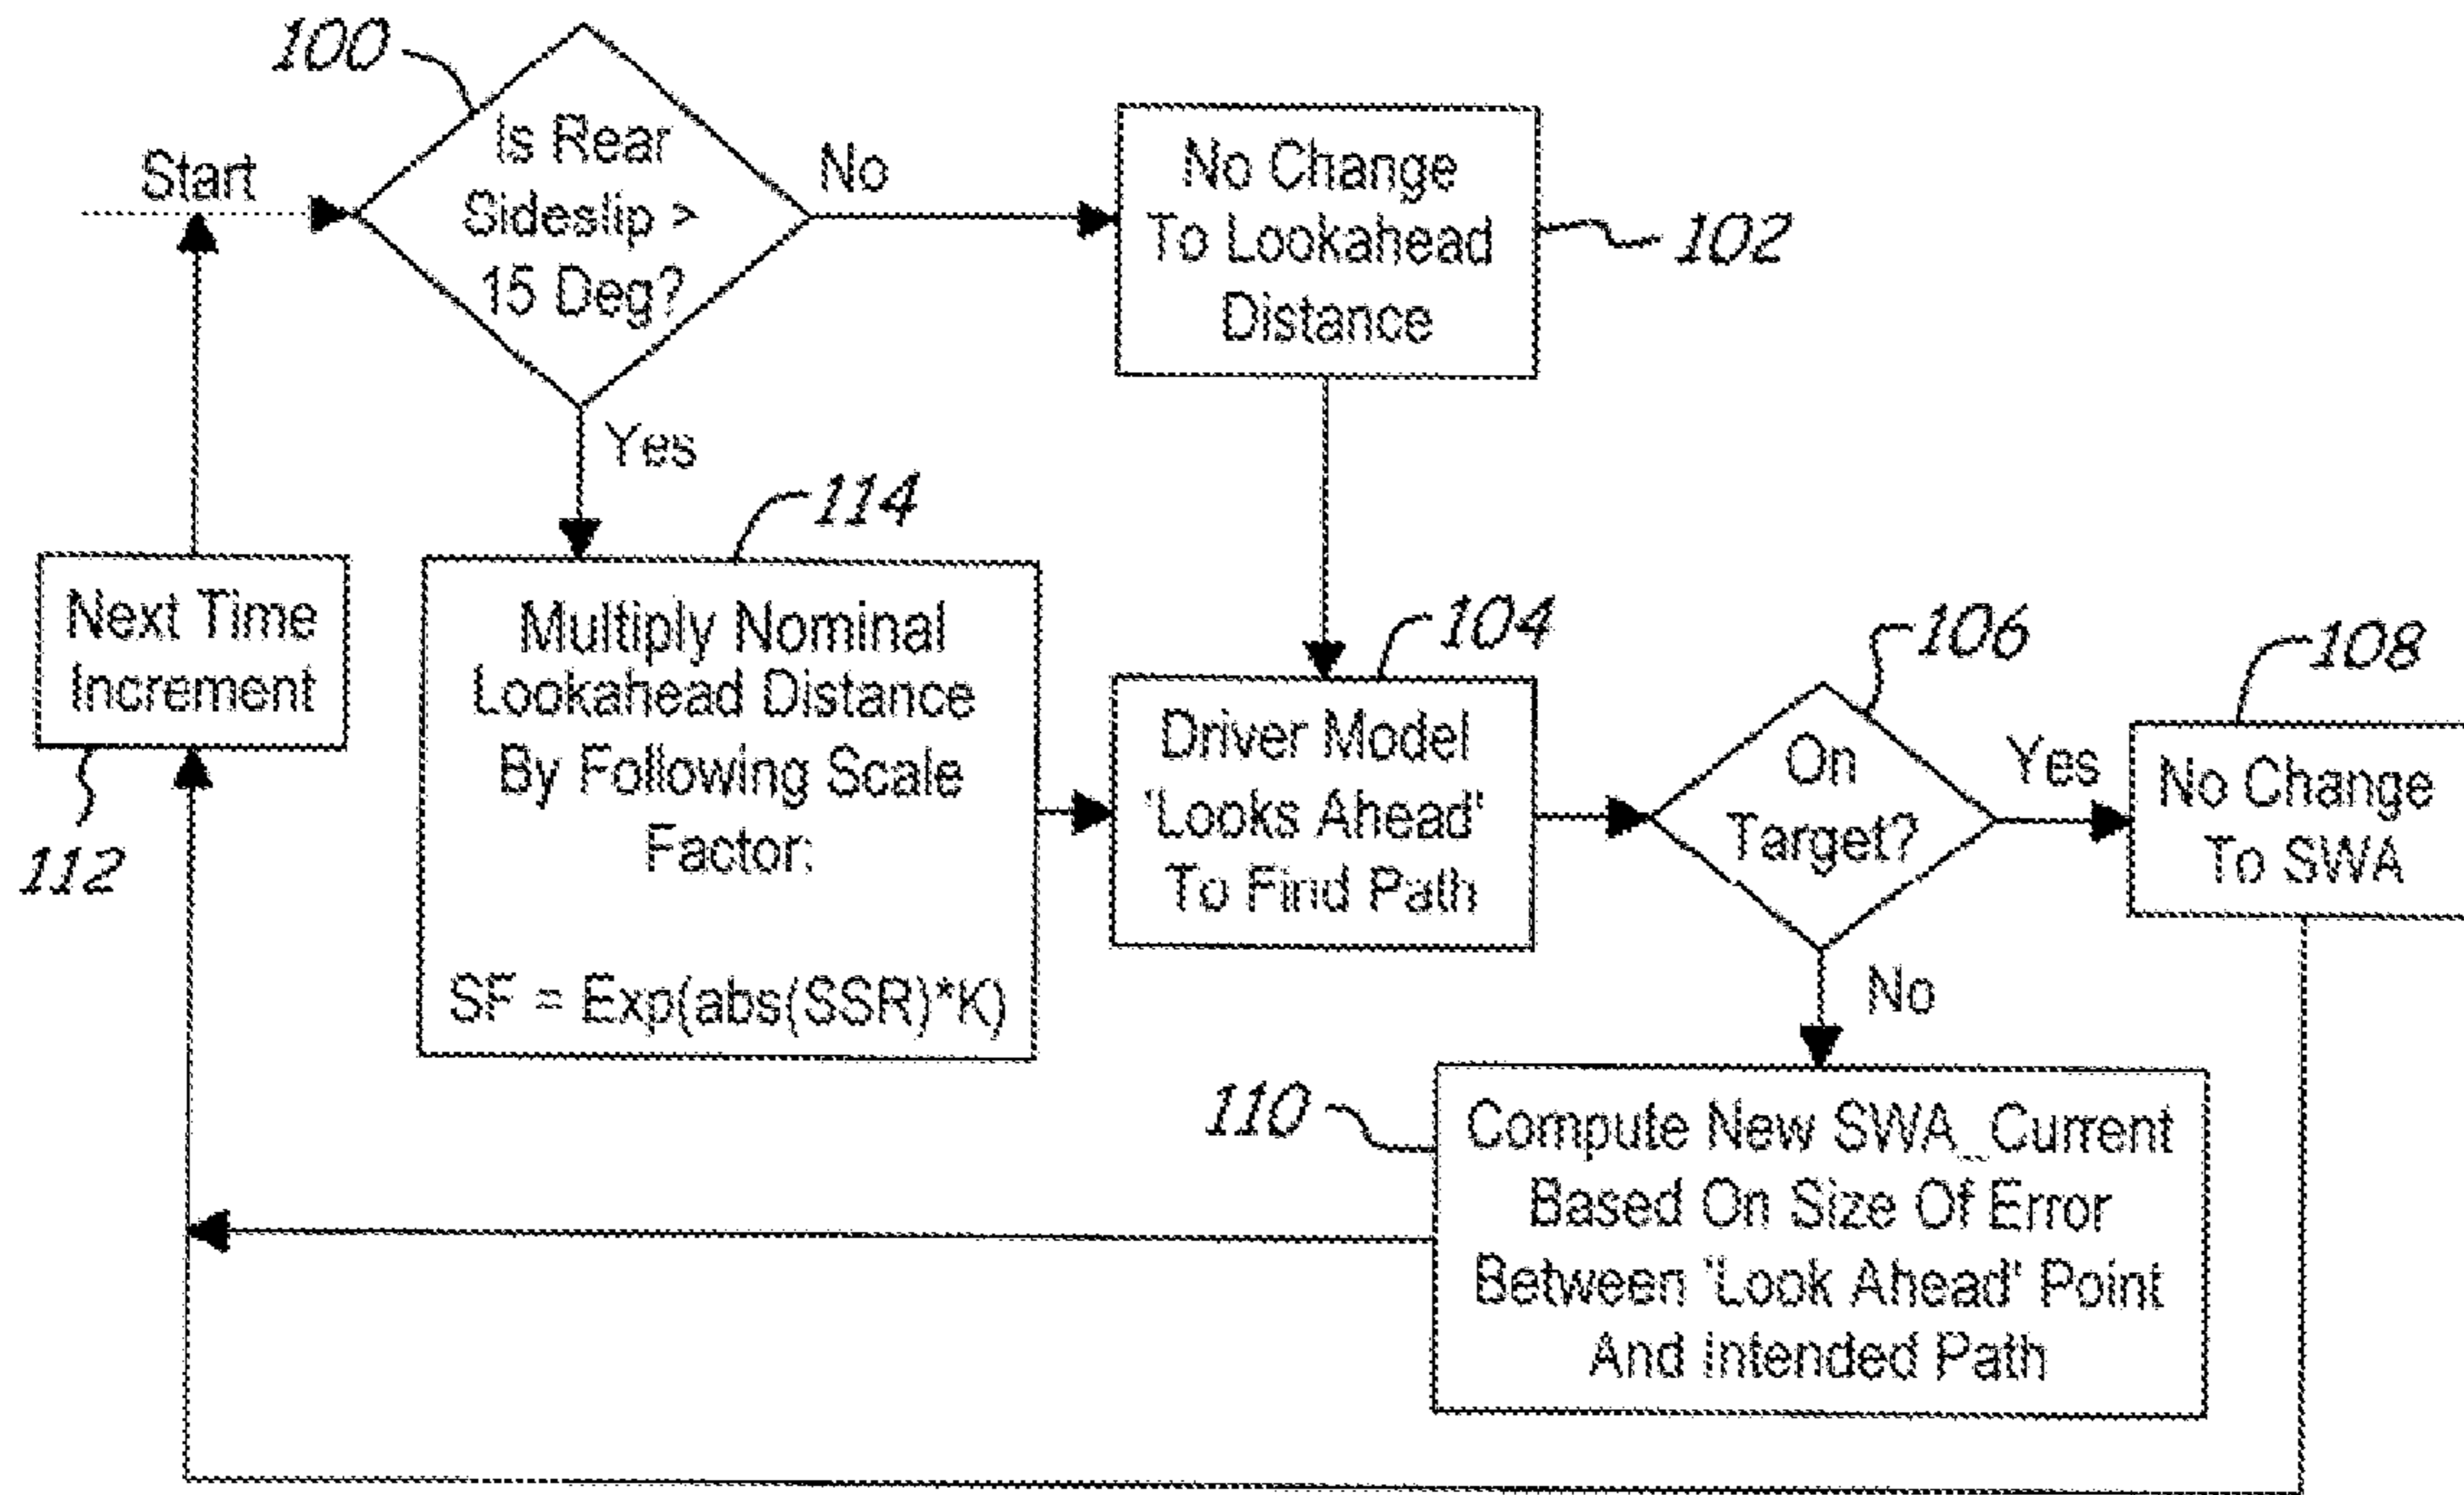 100
Start
Is Rear
Sideslip >
15 Deg?
No
No Change
To Lookahead
Distance
102
Yes
114
Next Time
Increment
112
Multiply Nominal
Lookahead Distance
By Following Scale
Factor:
SF = Exp(abs(SSR)*K)
104
Driver Model
'Looks Ahead'
To Find Path
106
On
Target?
Yes
108
No Change
To SWA
No
110
Compute New SWA_Current
Based On Size Of Error
Between 'Look Ahead' Point
And Intended Path